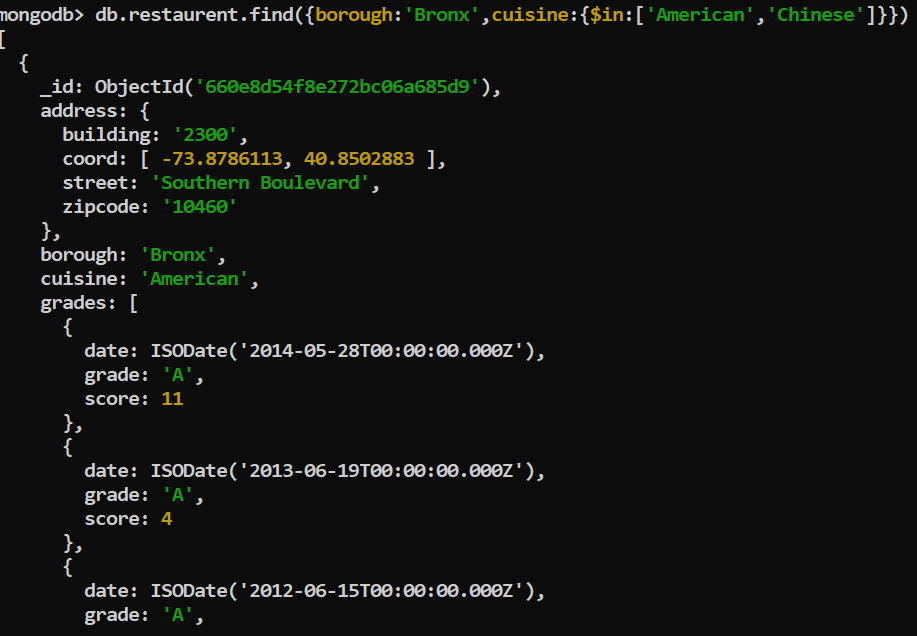 mongodb> db.restaurent.find({borough:'Bronx',cuisine:{$in:['American','Chinese']}})
[
  {
    _id: ObjectId('660e8d54f8e272bc06a685d9'),
    address: {
      building: '2300',
      coord: [ -73.8786113, 40.8502883 ],
      street: 'Southern Boulevard',
      zipcode: '10460'
    },
    borough: 'Bronx',
    cuisine: 'American',
    grades: [
      {
        date: ISODate('2014-05-28T00:00:00.000Z'),
        grade: 'A',
        score: 11
      },
      {
        date: ISODate('2013-06-19T00:00:00.000Z'),
        grade: 'A',
        score: 4
      },
      {
        date: ISODate('2012-06-15T00:00:00.000Z'),
        grade: 'A',